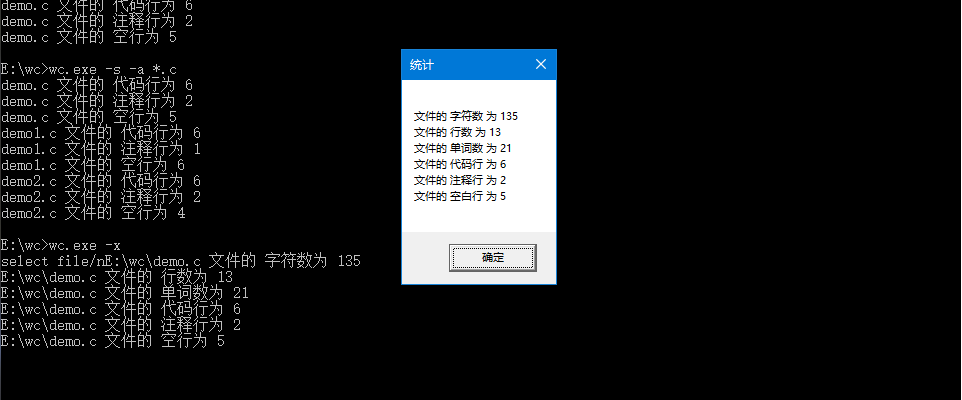 demo.c 文件的 代码行为 6
demo.c 文件的 注释行为 2
demo.c 文件的 空行为 5
E:\wc>wc.exe -s -a *.c
demo.c 文件的 代码行为 6
demo.c 文件的 注释行为 2
demo.c 文件的 空行为 5
demo1.c 文件的 代码行为 6
demo1.c 文件的 注释行为 1
demo1.c 文件的 空行为 6
demo2.c 文件的 代码行为 6
demo2.c 文件的 注释行为 2
demo2.c 文件的 空行为 4
E:\wc>wc.exe -x
select file/nE:\wc\demo.c 文件的 字符数为 135
E:\wc\demo.c 文件的 行数为 13
E:\wc\demo.c 文件的 单词数为 21
E:\wc\demo.c 文件的 代码行为 6
E:\wc\demo.c 文件的 注释行为 2
E:\wc\demo.c 文件的 空行为 5
统计
文件的 字符数 为 135
文件的 行数 为 13
文件的 单词数 为 21
文件的 代码行 为 6
文件的 注释行 为 2
文件的 空白行 为 5
确定